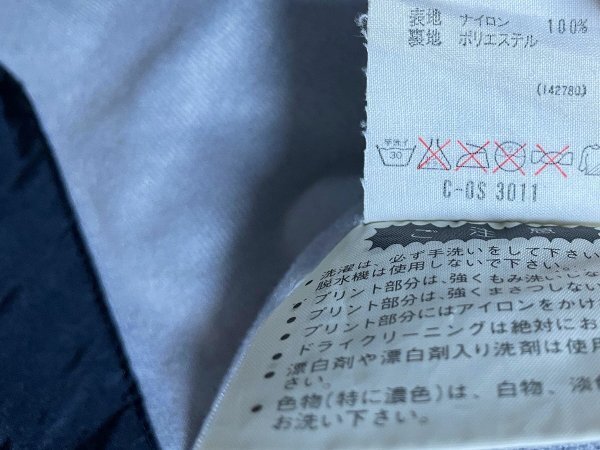 表地 ナイロン 100%
裏地 ポリエステル
(142780)
手洗イ
30
C-OS 3011
ご注意
・洗濯は、必ず手洗いをして下さい
脱水機は使用しないで下さい。
・プリント部分は、強くもみ洗いしな
・プリント部分は、強くまさつしない
・プリント部分にはアイロンをかけ
・ドライクリーニングは絶対にお
・漂白剤や漂白剤入り洗剤は使用
さい。
・色物(特に濃色)は、白物、淡色
お洗い下さい。